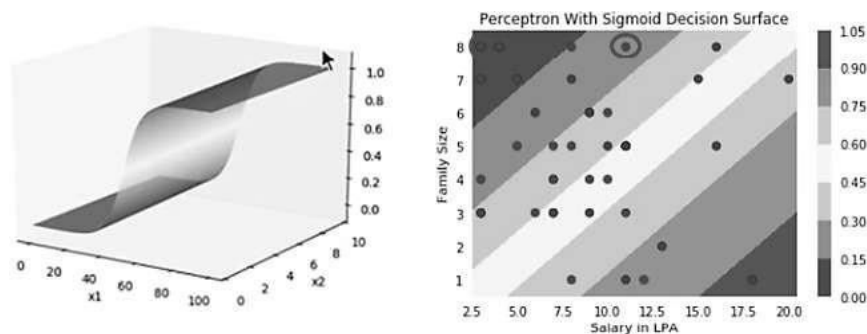 1.0
0.8
0.6
0.4
0.2
0.0
0 20 40 60 80 100
x1
0 2 4 6 8 10
x2
Perceptron With Sigmoid Decision Surface
8
7
6
5
4
3
2
1
Family Size
2.5 5.0 7.5 10.0 12.5 15.0 17.5 20.0
Salary in LPA
1.05
0.90
0.75
0.60
0.45
0.30
0.15
0.00